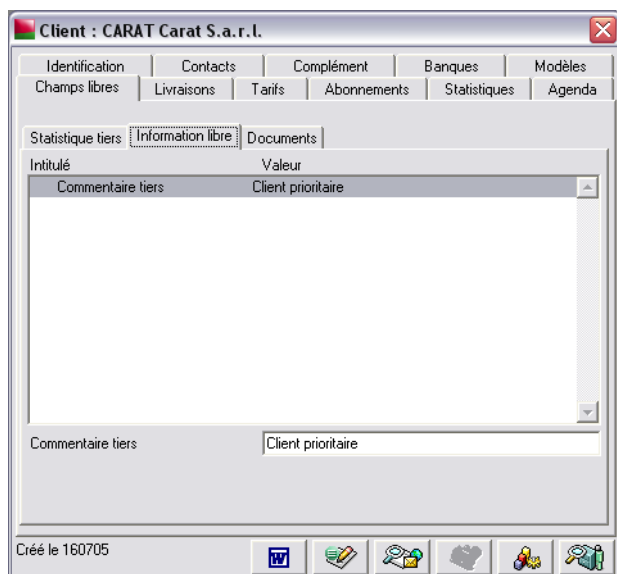 Client : CARAT Carat S.a.r.l.
Identification Contacts Complément Banques Modèles
Champs libres Livraisons Tarifs Abonnements Statistiques Agenda
Statistique tiers Information libre Documents
Intitulé Valeur
Commentaire tiers Client prioritaire
Commentaire tiers Client prioritaire
Créé le 160705
W